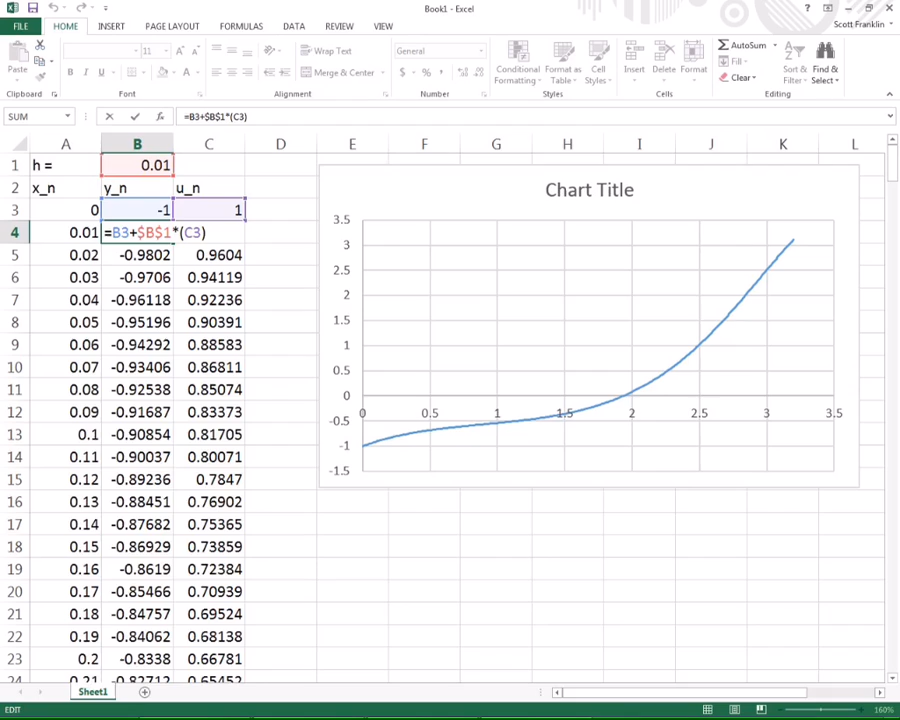 Book1 - Excel
FILE HOME INSERT PAGE LAYOUT FORMULAS DATA REVIEW VIEW
Scott Franklin
Paste
11
Wrap Text
Merge & Center
General
$ % ,
B I U
Conditional Formatting
Format as Table
Cell Styles
Insert Delete Format
AutoSum
Fill
Clear
Sort & Filter
Find & Select
Clipboard Font Alignment Number Styles Cells Editing
SUM =B3+$B$1*(C3)
A B C D E F G H I J K L
1 h = 0.01
2 x_n y_n u_n
3 0 -1 1
4 0.01 =B3+$B$1*(C3)
5 0.02 -0.9802 0.9604
6 0.03 -0.9706 0.94119
7 0.04 -0.96118 0.92236
8 0.05 -0.95196 0.90391
9 0.06 -0.94292 0.88583
10 0.07 -0.93406 0.86811
11 0.08 -0.92538 0.85074
12 0.09 -0.91687 0.83373
13 0.1 -0.90854 0.81705
14 0.11 -0.90037 0.80071
15 0.12 -0.89236 0.7847
16 0.13 -0.88451 0.76902
17 0.14 -0.87682 0.75365
18 0.15 -0.86929 0.73859
19 0.16 -0.8619 0.72384
20 0.17 -0.85466 0.70939
21 0.18 -0.84757 0.69524
22 0.19 -0.84062 0.68138
23 0.2 -0.8338 0.66781
24 0.21 -0.82712 0.65452
Chart Title
3.5
3
2.5
2
1.5
1
0.5
0
-0.5
-1
-1.5
0 0.5 1 1.5 2 2.5 3 3.5
Sheet1
EDIT
160%